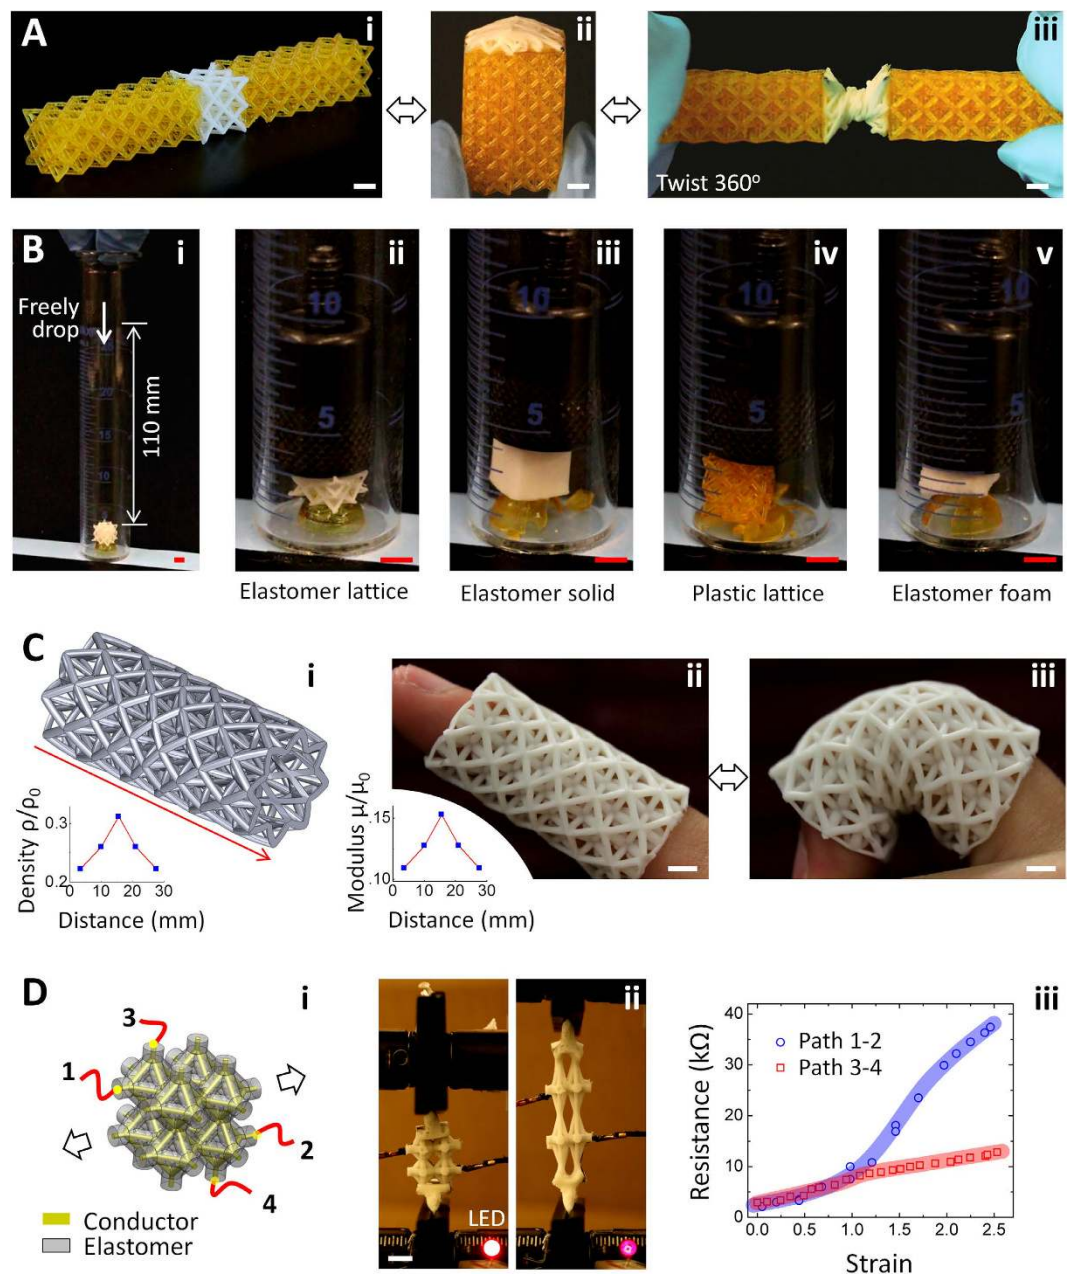 A
i
ii
iii
Twist 360°
B
i
ii
iii
iv
v
Freely
drop
110 mm
20
15
10
10
5
10
5
10
5
10
5
Elastomer lattice
Elastomer solid
Plastic lattice
Elastomer foam
C
i
ii
iii
Density ρ/ρ0
0.3
0.2
0 10 20 30
Distance (mm)
Modulus μ/μ0
.15
.10
0 10 20 30
Distance (mm)
D
i
ii
iii
3
1
2
4
Conductor
Elastomer
LED
Resistance (kΩ)
40
30
20
10
0
0.0 0.5 1.0 1.5 2.0 2.5
Path 1-2
Path 3-4
Strain